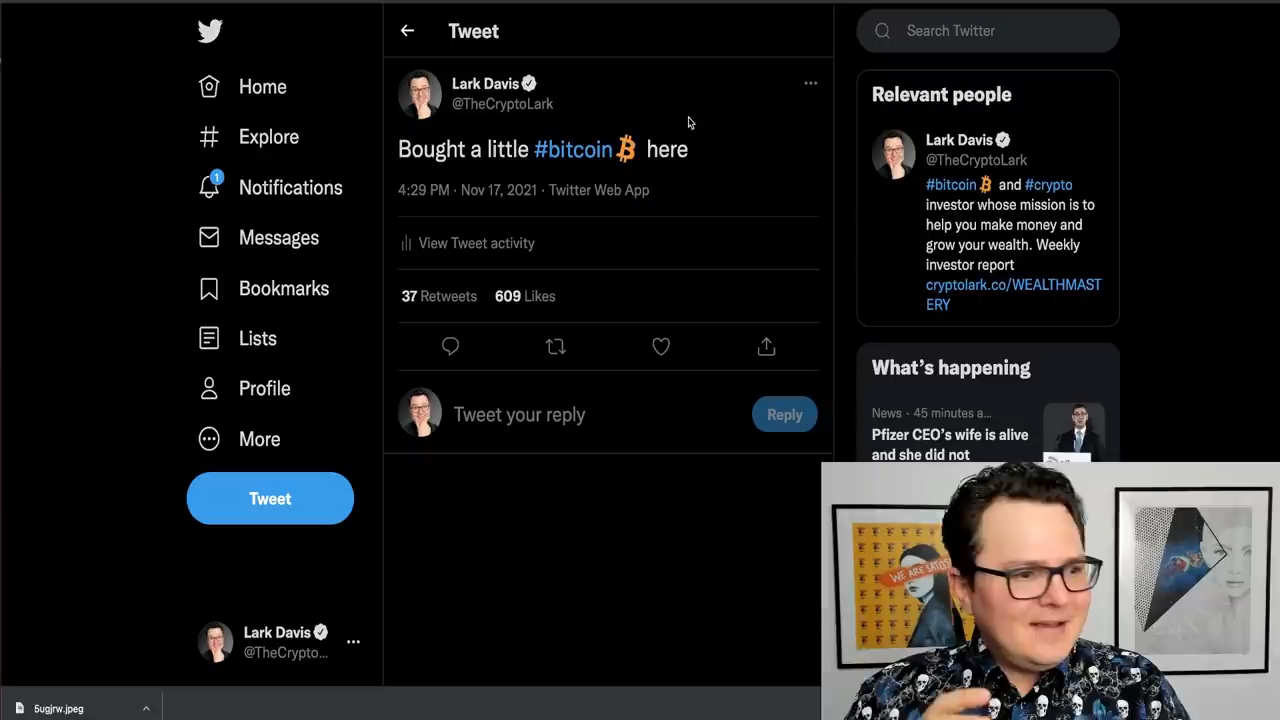 Home
Explore
1
Notifications
Messages
Bookmarks
Lists
Profile
More
Tweet
Lark Davis
@TheCrypto...
Tweet
Lark Davis
@TheCryptoLark
Bought a little #bitcoin here
4:29 PM · Nov 17, 2021 · Twitter Web App
View Tweet activity
37 Retweets 609 Likes
Tweet your reply
Reply
Search Twitter
Relevant people
Lark Davis
@TheCryptoLark
#bitcoin and #crypto
investor whose mission is to
help you make money and
grow your wealth. Weekly
investor report
cryptolark.co/WEALTHMAST
ERY
What's happening
News · 45 minutes a...
Pfizer CEO's wife is alive
and she did not
WE ARE SATOS
5ugjrw.jpeg